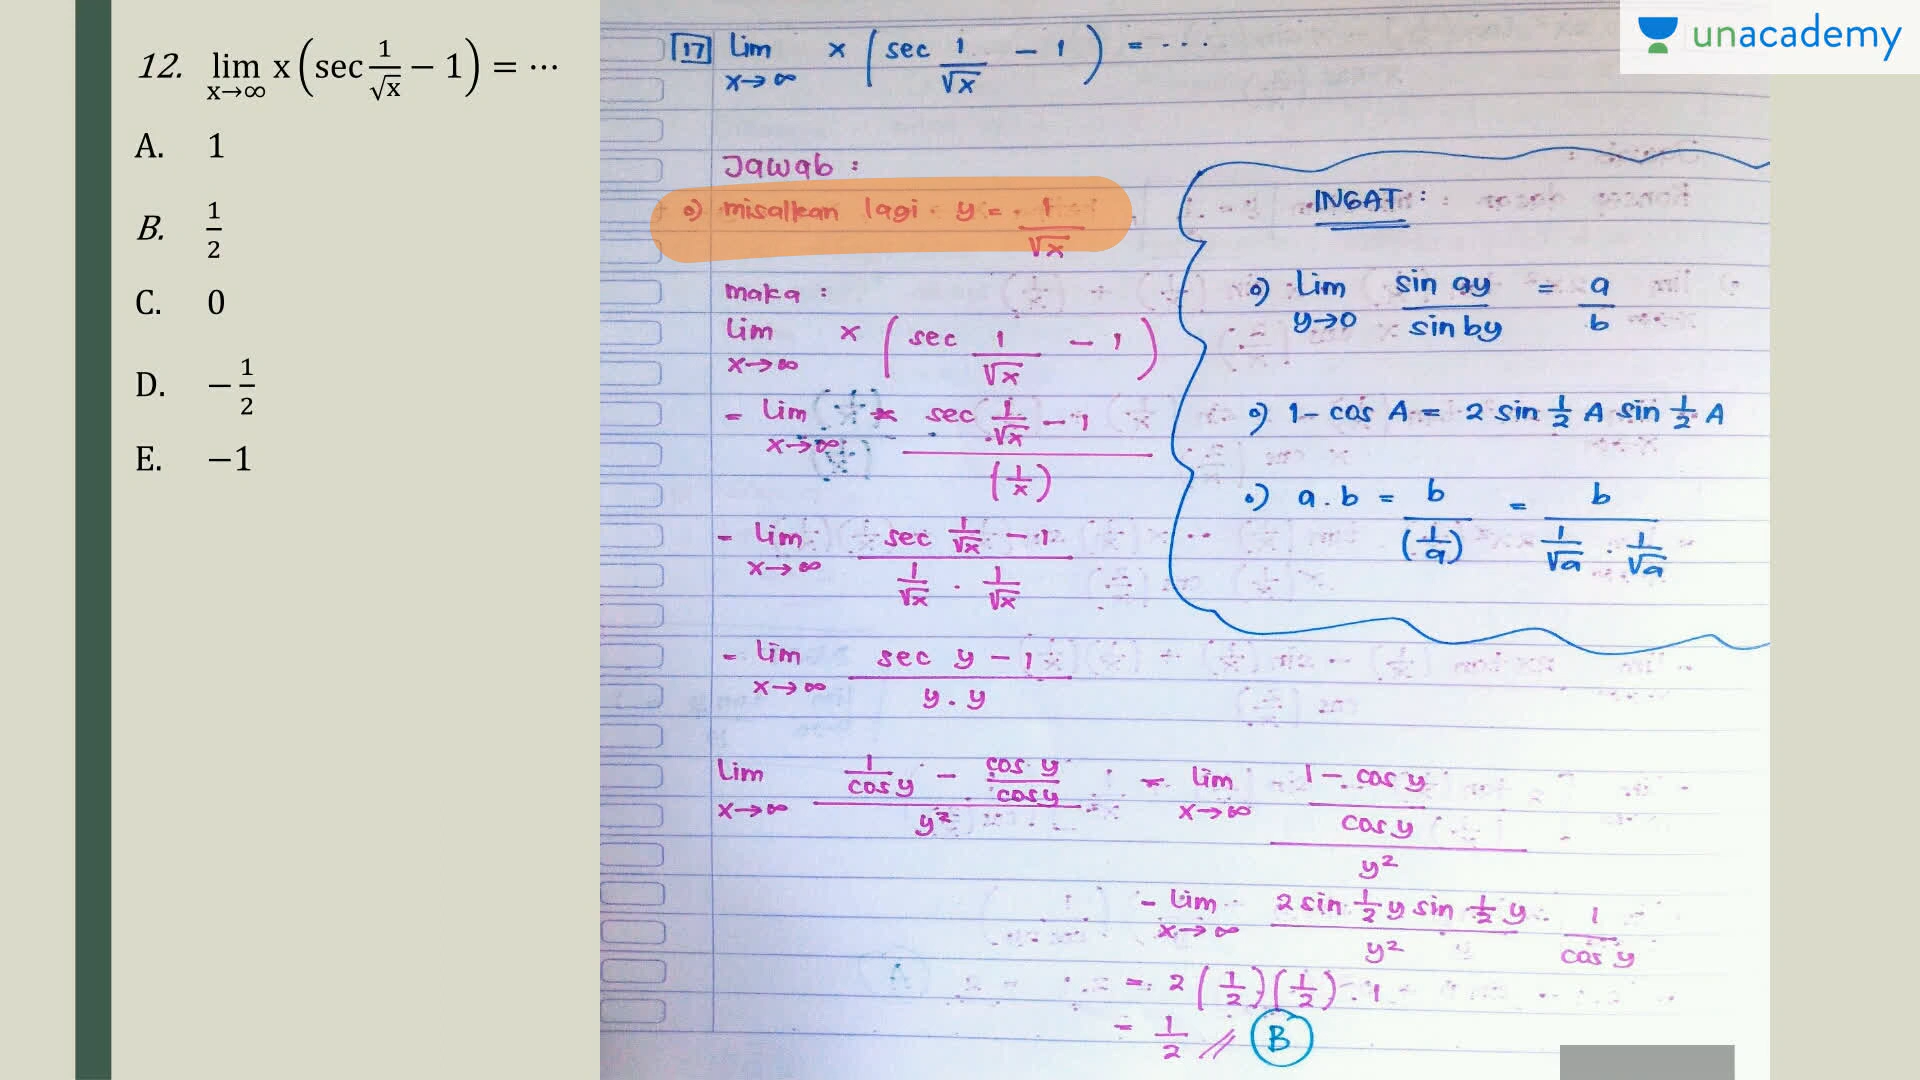 12. lim x→∞ x(sec 1/√x − 1) = ⋯
A. 1
B. 1/2
C. 0
D. −1/2
E. −1
unacademy
17 Lim x→∞ x (sec 1/√x − 1) = ...
Jawab :
o) misalkan lagi y = 1/√x
maka :
Lim x→∞ x (sec 1/√x − 1)
= Lim x→∞ (sec 1/√x − 1)/(1/x)
= Lim x→∞ (sec 1/√x − 1)/(1/√x . 1/√x)
= Lim x→∞ (sec y − 1)/(y . y)
Lim x→∞ (1/cos y − cos y/cos y)/y² = Lim x→∞ ((1 − cos y)/cos y)/y²
= Lim x→∞ (2 sin 1/2 y sin 1/2 y)/y² . 1/cos y
= 2 (1/2)(1/2) . 1
= 1/2 // B
INGAT :
o) Lim y→0 sin ay/sin by = a/b
o) 1 − cos A = 2 sin 1/2 A sin 1/2 A
o) a . b = b/(1/a) = b/(1/√a . 1/√a)